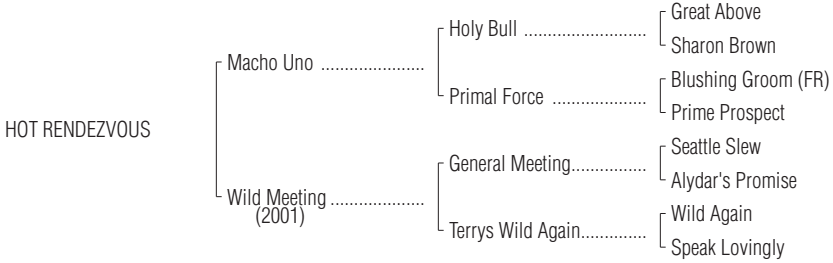 Great Above
Holy Bull ..........................
Sharon Brown
Macho Uno ......................
Blushing Groom (FR)
Primal Force ....................
Prime Prospect
HOT RENDEZVOUS
Seattle Slew
General Meeting................
Alydar's Promise
Wild Meeting ....................
(2001)
Wild Again
Terrys Wild Again..............
Speak Lovingly